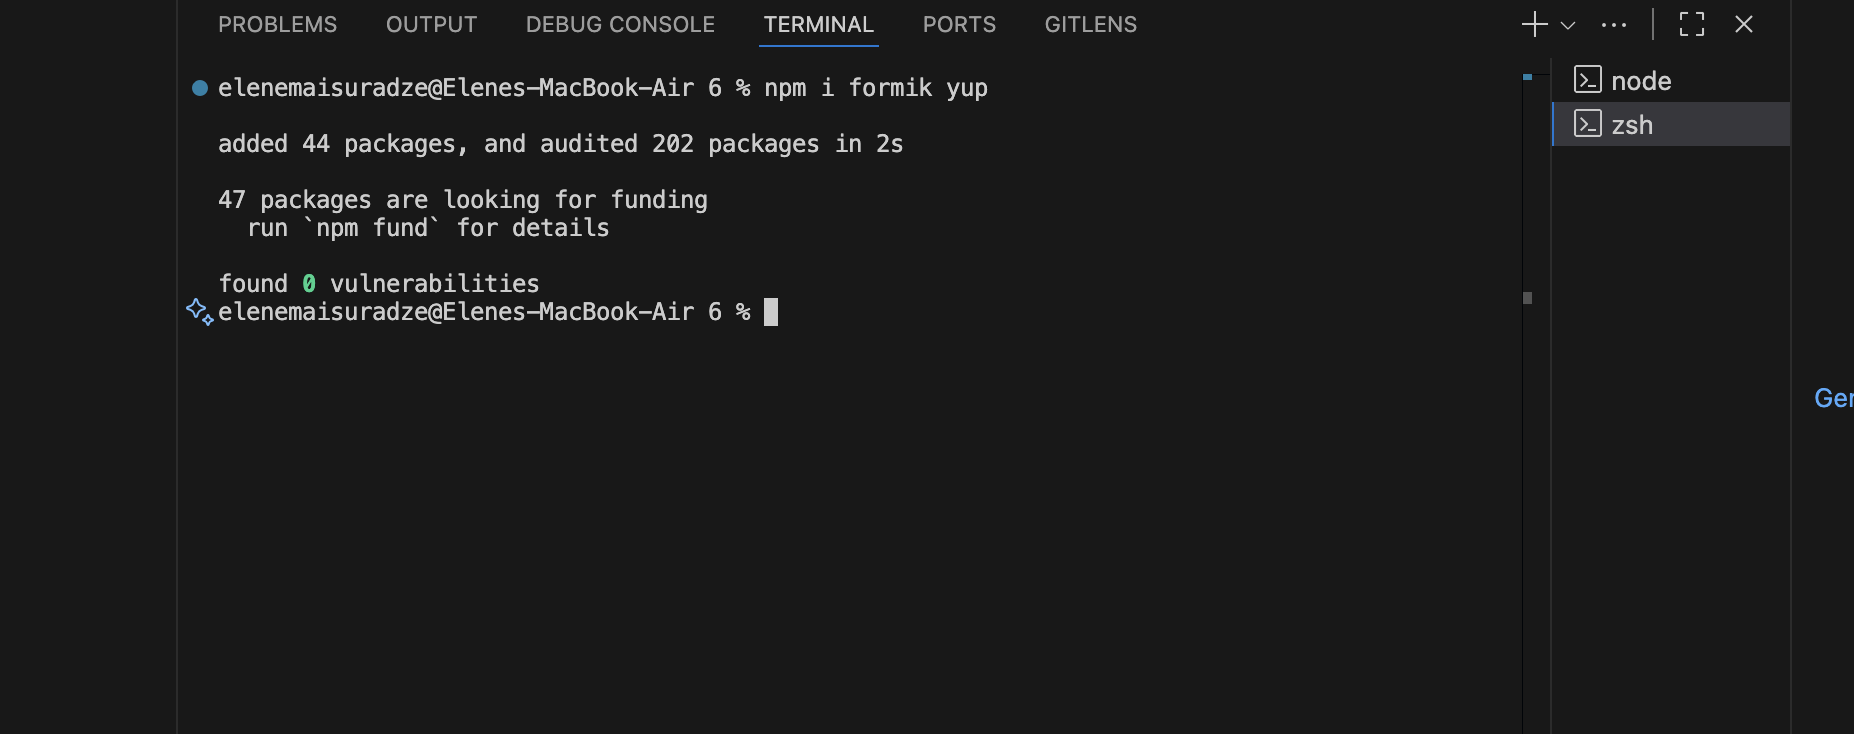 PROBLEMS OUTPUT DEBUG CONSOLE TERMINAL PORTS GITLENS
elenemaisuradze@Elenes-MacBook-Air 6 % npm i formik yup
added 44 packages, and audited 202 packages in 2s
47 packages are looking for funding
run `npm fund` for details
found 0 vulnerabilities
elenemaisuradze@Elenes-MacBook-Air 6 %
node
zsh